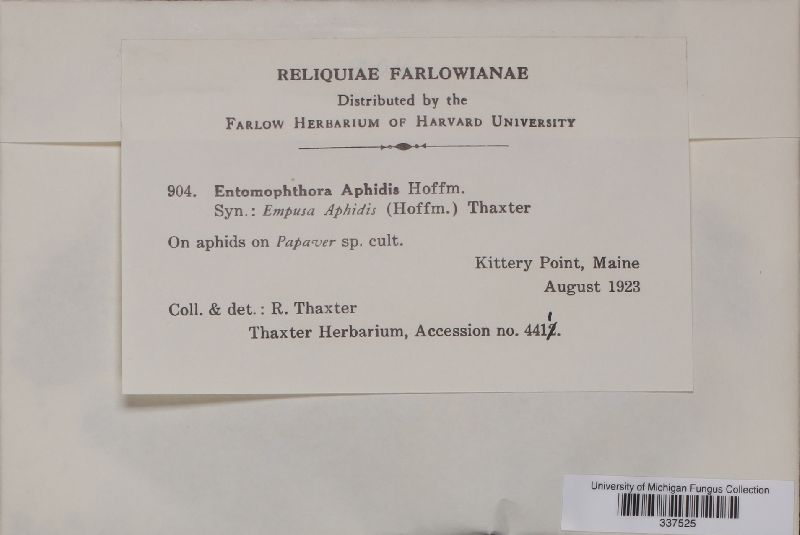 RELIQUIAE FARLOWIANAE
Distributed by the
FARLOW HERBARIUM OF HARVARD UNIVERSITY
904. Entomophthora Aphidis Hoffm.
Syn.: Empusa Aphidis (Hoffm.) Thaxter
On aphids on Papaver sp. cult.
Kittery Point, Maine
August 1923
Coll. & det.: R. Thaxter
Thaxter Herbarium, Accession no. 441
University of Michigan Fungus Collection
337525